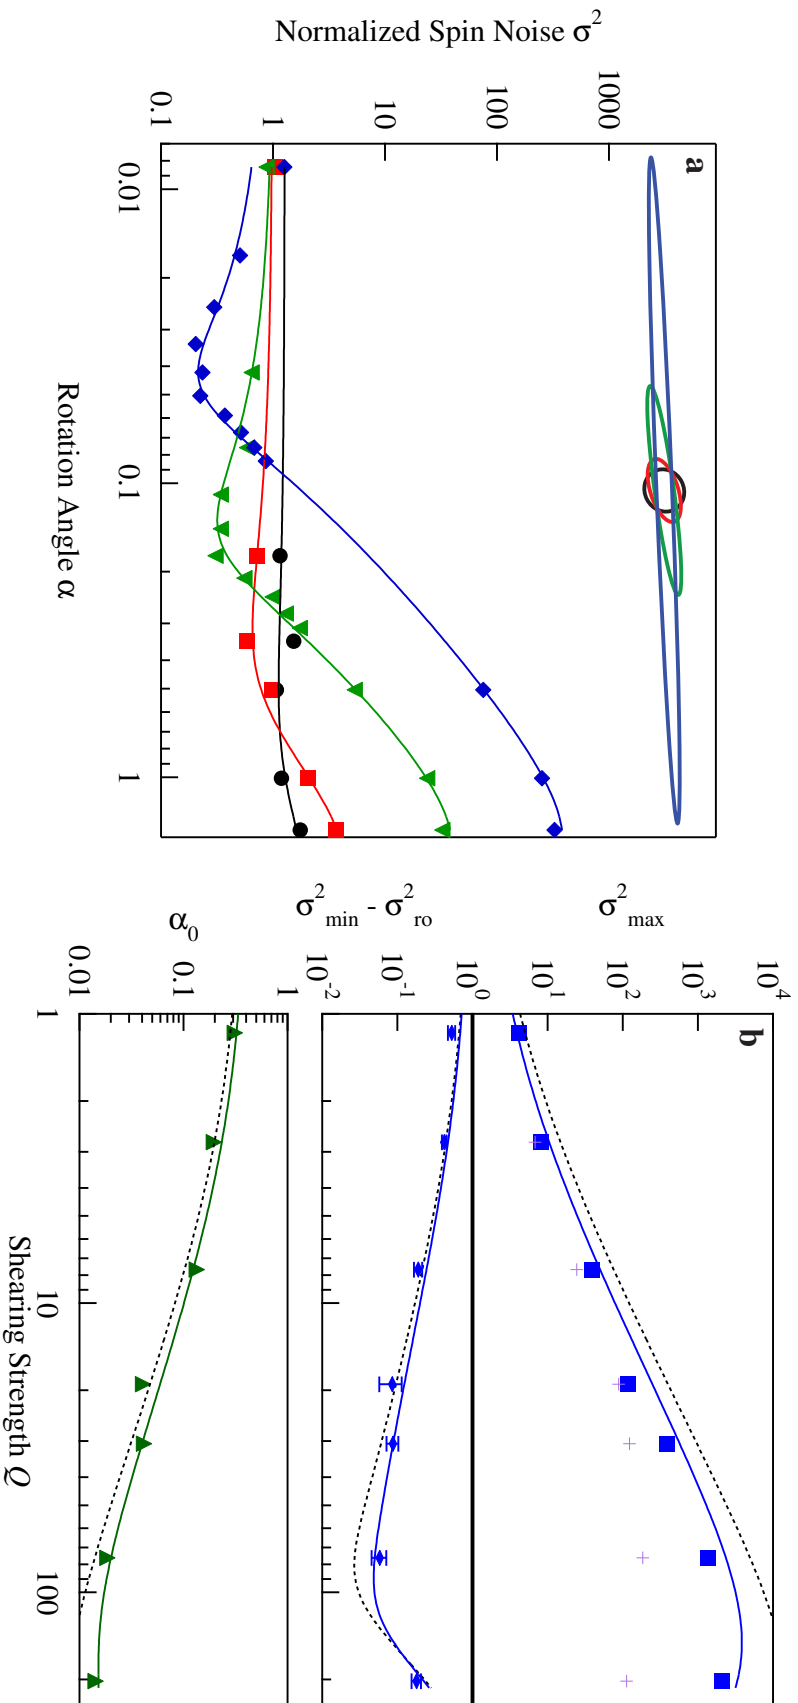 a
Normalized Spin Noise σ²
1000
100
10
1
0.1
0.01
0.1
1
Rotation Angle α
b
σ²max
10⁴
10³
10²
10¹
10⁰
σ²min - σ²ro
10⁻¹
10⁻²
α₀
1
0.1
0.01
1
10
100
Shearing Strength Q